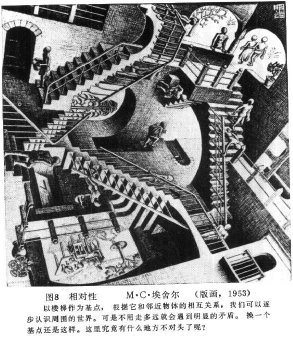 图8 相对性 M·C·埃舍尔 (版画，1953)
以楼梯作为基点，根据它和邻近物体的相互关系，我们可以逐
步认识周围的世界。可是不用走多远就会遇到明显的矛盾。换一个
基点还是这样。这里究竟有什么地方不对头了呢？